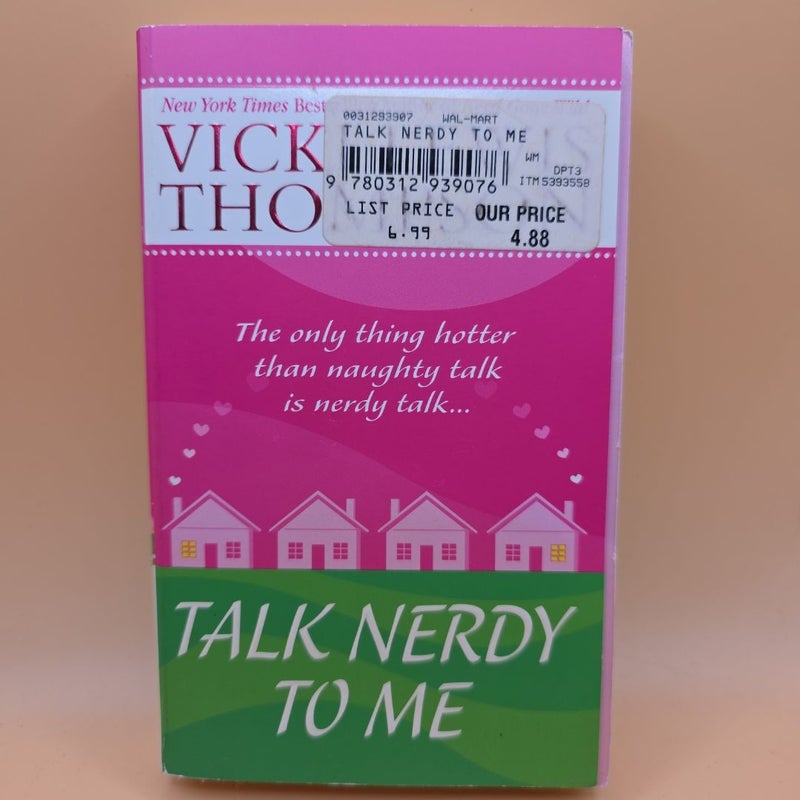 New York Times Best
VICK
THO
0031293907 WAL-MART
TALK NERDY TO ME
WM
DPT3
9 780312 939076
ITM 5393558
LIST PRICE OUR PRICE
6.99 4.88
The only thing hotter
than naughty talk
is nerdy talk...
TALK NERDY
TO ME